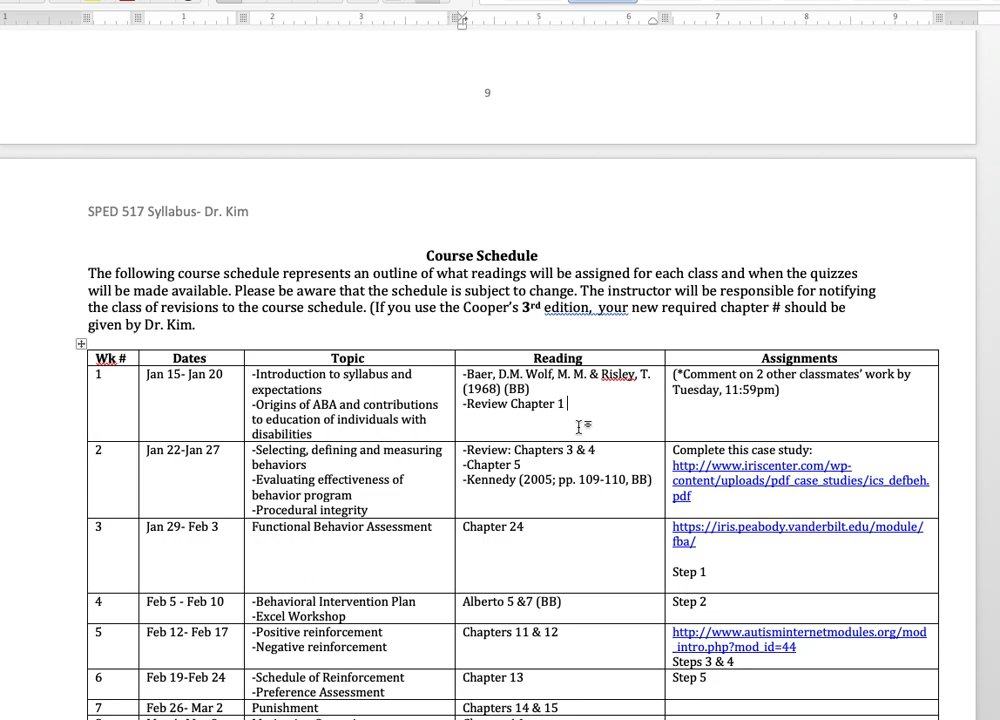 1 2 3 5 6 7 8 9
9
SPED 517 Syllabus- Dr. Kim
Course Schedule
The following course schedule represents an outline of what readings will be assigned for each class and when the quizzes
will be made available. Please be aware that the schedule is subject to change. The instructor will be responsible for notifying
the class of revisions to the course schedule. (If you use the Cooper’s 3rd edition, your new required chapter # should be
given by Dr. Kim.
Wk # Dates Topic Reading Assignments
1 Jan 15- Jan 20
-Introduction to syllabus and
expectations
-Origins of ABA and contributions
to education of individuals with
disabilities
-Baer, D.M. Wolf, M. M. & Risley, T.
(1968) (BB)
-Review Chapter 1
(*Comment on 2 other classmates’ work by
Tuesday, 11:59pm)
2 Jan 22-Jan 27
-Selecting, defining and measuring
behaviors
-Evaluating effectiveness of
behavior program
-Procedural integrity
-Review: Chapters 3 & 4
-Chapter 5
-Kennedy (2005; pp. 109-110, BB)
Complete this case study:
http://www.iriscenter.com/wp-
content/uploads/pdf_case_studies/ics_defbeh.
pdf
3 Jan 29- Feb 3 Functional Behavior Assessment Chapter 24
https://iris.peabody.vanderbilt.edu/module/
fba/
Step 1
4 Feb 5 - Feb 10
-Behavioral Intervention Plan
-Excel Workshop
Alberto 5 &7 (BB)
Step 2
5 Feb 12- Feb 17
-Positive reinforcement
-Negative reinforcement
Chapters 11 & 12
http://www.autisminternetmodules.org/mod
_intro.php?mod_id=44
Steps 3 & 4
6 Feb 19-Feb 24
-Schedule of Reinforcement
-Preference Assessment
Chapter 13
Step 5
7 Feb 26- Mar 2 Punishment Chapters 14 & 15